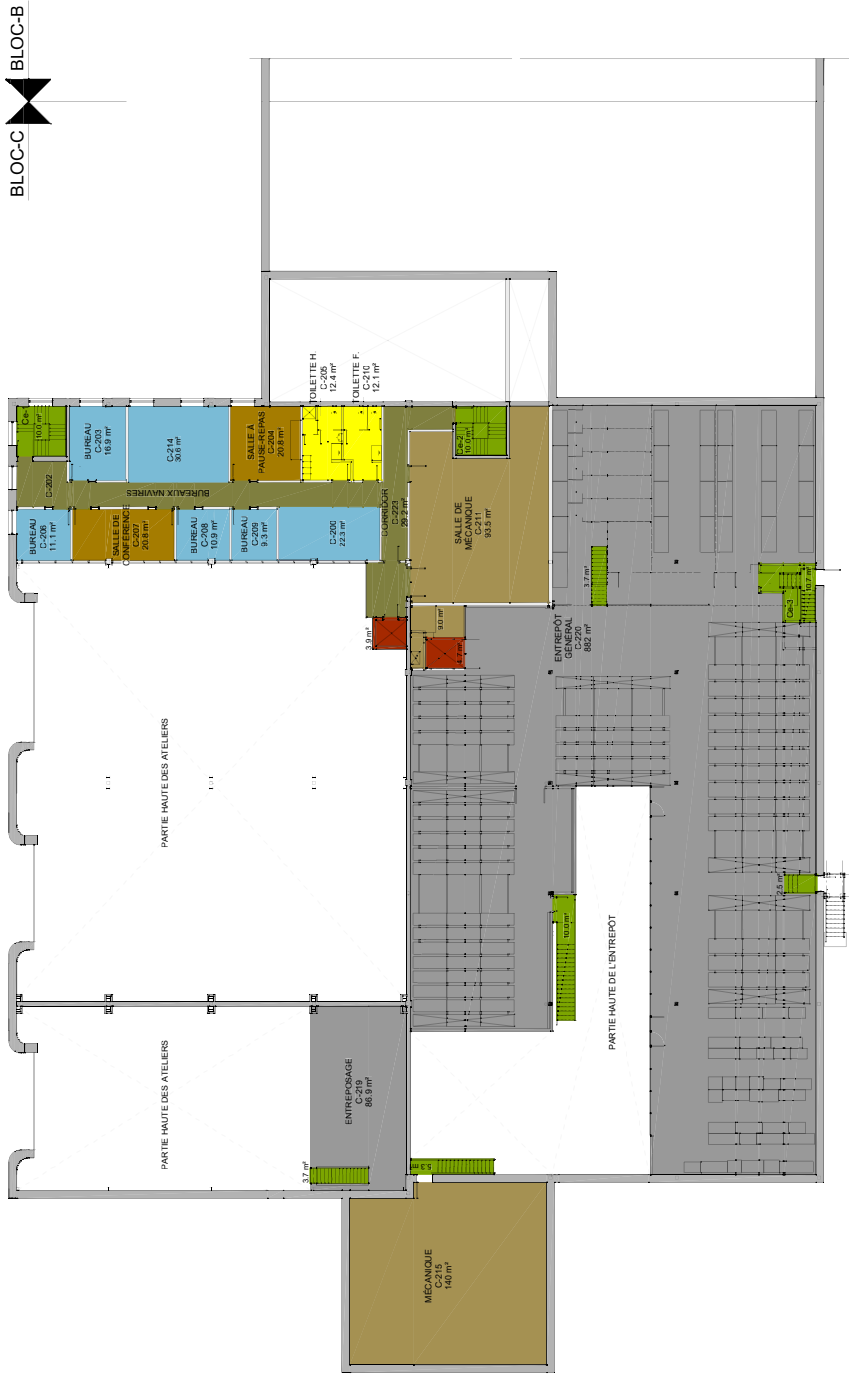 BLOC-C
BLOC-B
Ce-1
10.0 m²
BUREAU
C-203
16.9 m²
C-214
30.6 m²
SALLE À
PAUSE-REPAS
C-204
20.8 m²
TOILETTE H.
C-205
12.4 m²
TOILETTE F.
C-210
12.1 m²
C-202
BUREAUX NAVIRES
BUREAU
C-206
11.1 m²
SALLE DE
CONFÉRENCE
C-207
20.8 m²
BUREAU
C-208
10.9 m²
BUREAU
C-209
9.3 m²
C-200
22.3 m²
CORRIDOR
C-223
29.2 m²
Ce-2
10.0 m²
SALLE DE
MÉCANIQUE
C-211
93.5 m²
3.9 m²
9.0 m²
4.7 m²
3.7 m²
ENTREPÔT
GÉNÉRAL
C-220
882 m²
Ce-3
10.7 m²
PARTIE HAUTE DES ATELIERS
2.5 m²
10.0 m²
PARTIE HAUTE DE L'ENTREPÔT
PARTIE HAUTE DES ATELIERS
ENTREPOSAGE
C-219
86.9 m²
3.7 m²
5.3 m²
MÉCANIQUE
C-215
140 m²